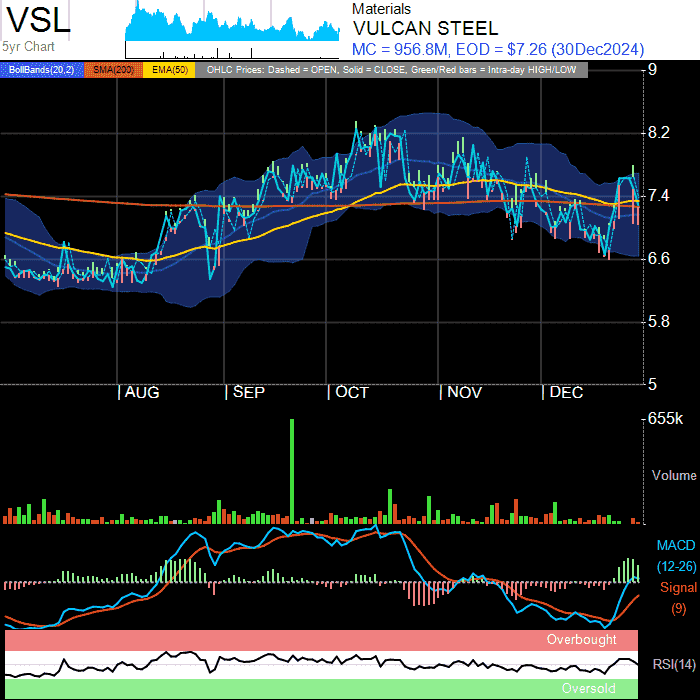 VSL
5yr Chart
Materials
VULCAN STEEL
MC = 956.8M, EOD = $7.26 (30Dec2024)
BollBands(20,2) SMA(200) EMA(50) OHLC Prices: Dashed = OPEN, Solid = CLOSE, Green/Red bars = Intra-day HIGH/LOW
9
8.2
7.4
6.6
5.8
5
AUG SEP OCT NOV DEC
655k
Volume
MACD
(12-26)
Signal
(9)
Overbought
RSI(14)
Oversold